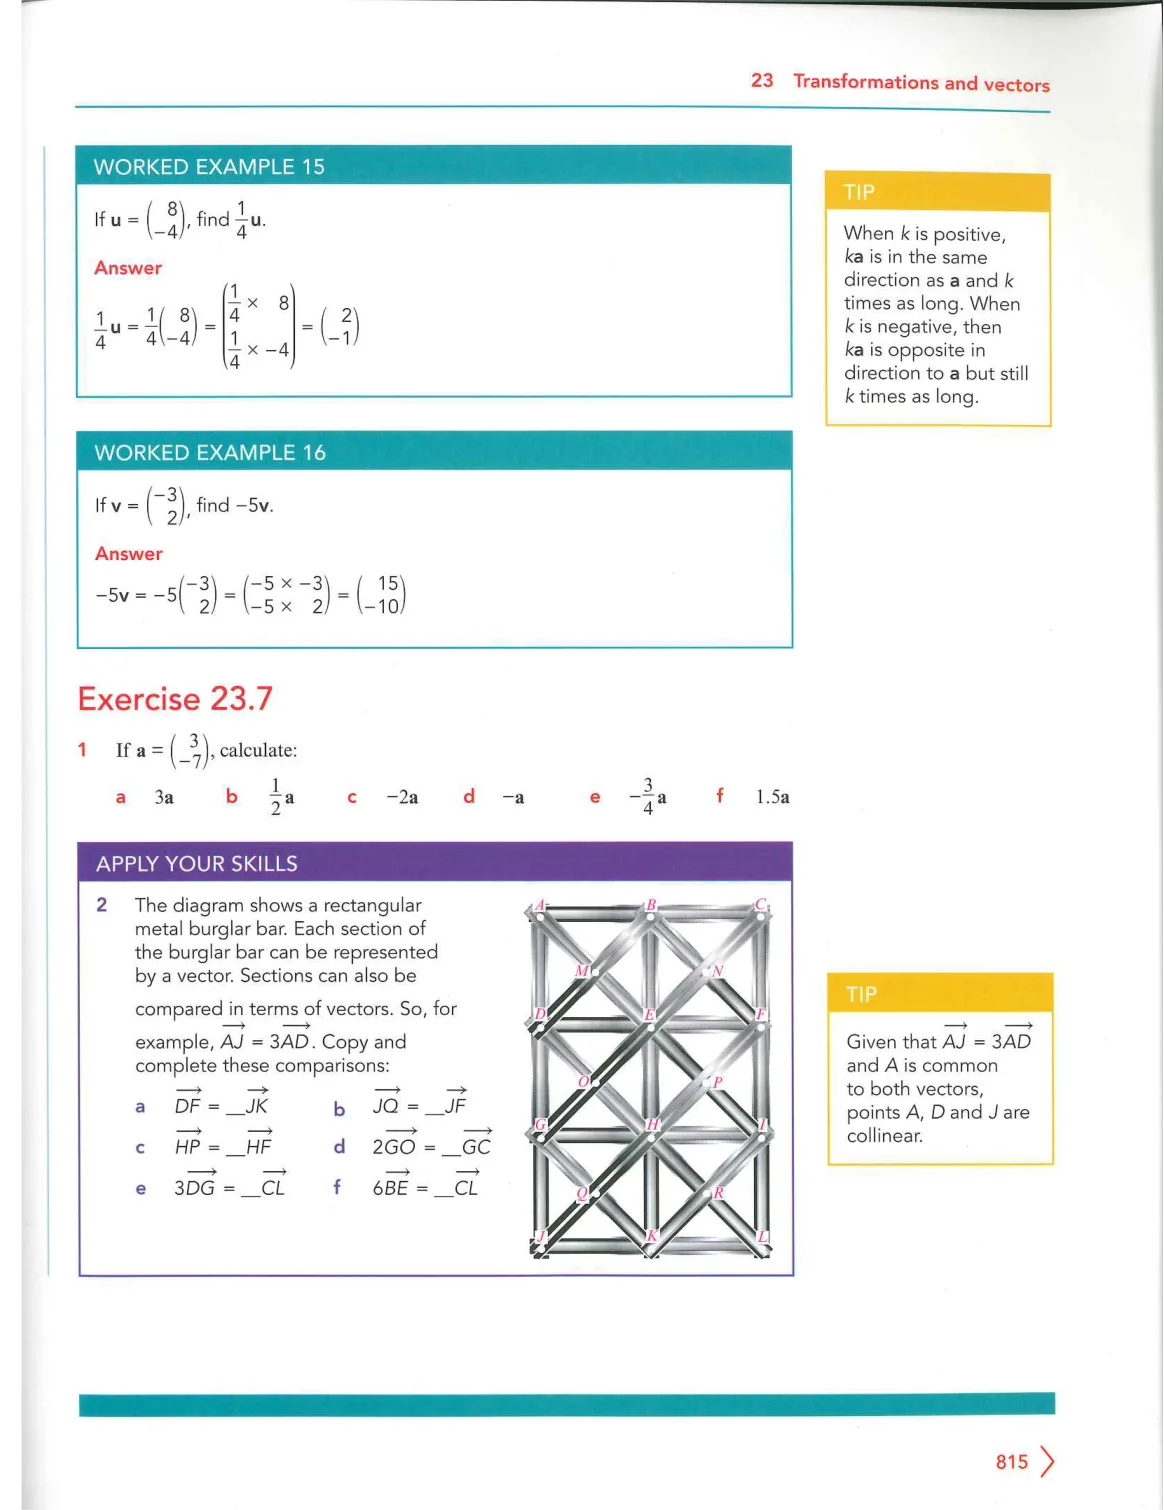 23 Transformations and vectors
WORKED EXAMPLE 15
If u = (8 −4), find 1/4 u.
Answer
1/4 u = 1/4 (8 −4) = (1/4 × 8 1/4 × −4) = (2 −1)
TIP
When k is positive,
ka is in the same
direction as a and k
times as long. When
k is negative, then
ka is opposite in
direction to a but still
k times as long.
WORKED EXAMPLE 16
If v = (−3 2), find −5v.
Answer
−5v = −5(−3 2) = (−5 × −3 −5 × 2) = (15 −10)
Exercise 23.7
1 If a = (3 −7), calculate:
a 3a b 1/2 a c −2a d −a e −3/4 a f 1.5a
APPLY YOUR SKILLS
2 The diagram shows a rectangular
metal burglar bar. Each section of
the burglar bar can be represented
by a vector. Sections can also be
compared in terms of vectors. So, for
example, AJ→ = 3AD→. Copy and
complete these comparisons:
a DF→ = __JK→ b JQ→ = __JF→
c HP→ = __HF→ d 2GO→ = __GC→
e 3DG→ = __CL→ f 6BE→ = __CL→
A B C
M N
D E F
O P
G H I
Q R
J K L
TIP
Given that AJ→ = 3AD→
and A is common
to both vectors,
points A, D and J are
collinear.
815 〉